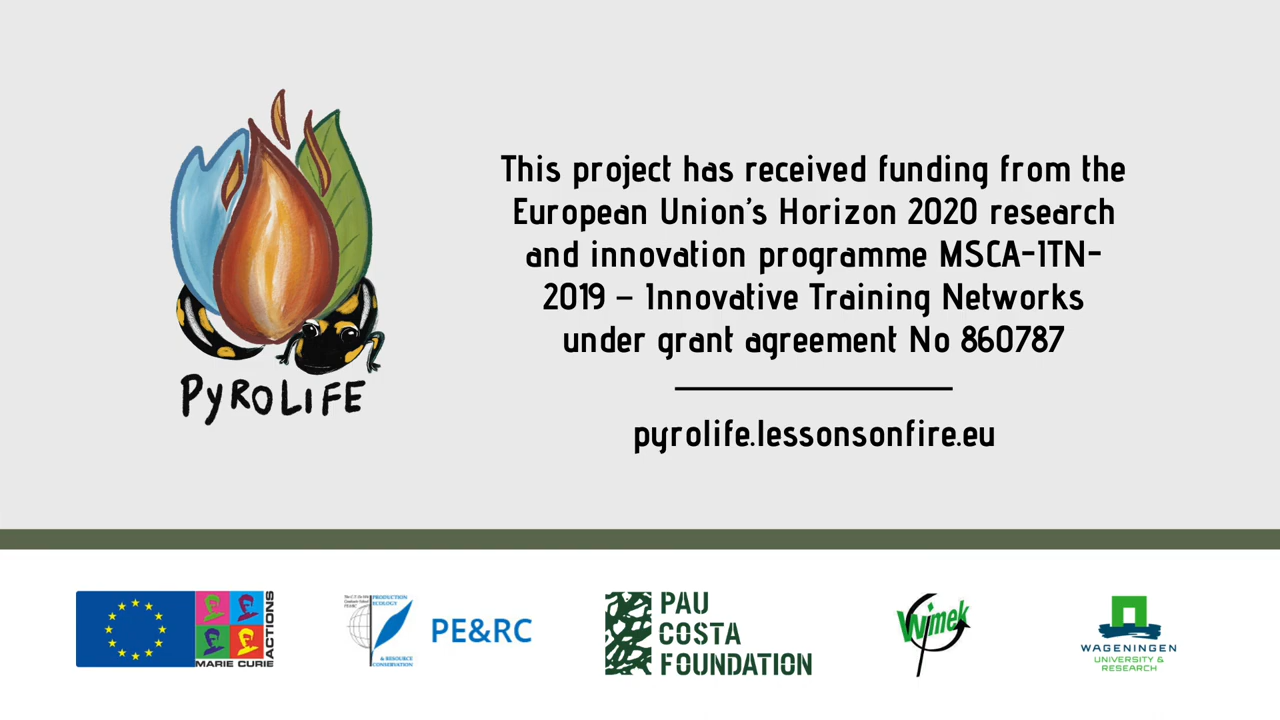 This project has received funding from the
European Union's Horizon 2020 research
and innovation programme MSCA-ITN-
2019 – Innovative Training Networks
under grant agreement No 860787
pyrolife.lessonsonfire.eu
PYROLIFE
MARIE CURIE
ACTIONS
PRODUCTION
ECOLOGY
& RESOURCE
CONSERVATION
PE&RC
PAU
COSTA
FOUNDATION
Wimek
WAGENINGEN
UNIVERSITY &
RESEARCH